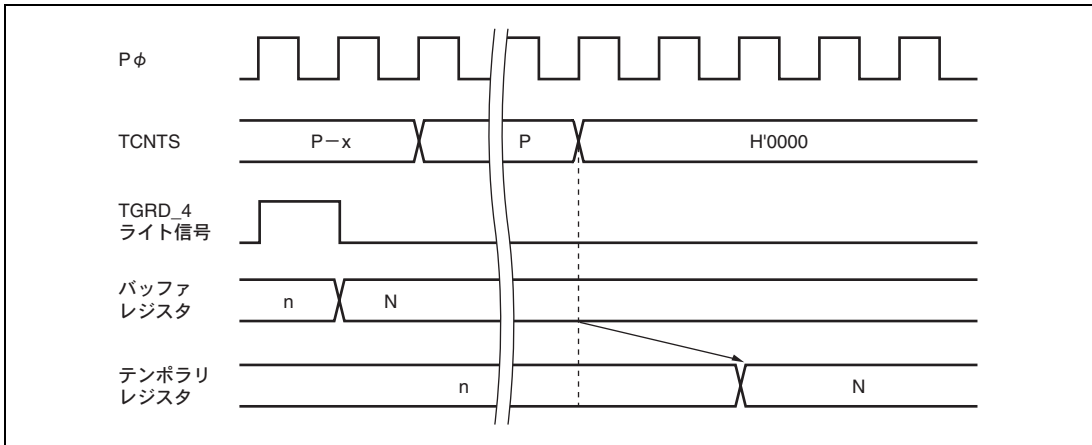 Pφ
TCNTS
P－x
P
H'0000
TGRD_4
ライト信号
バッファ
レジスタ
n
N
テンポラリ
レジスタ
n
N